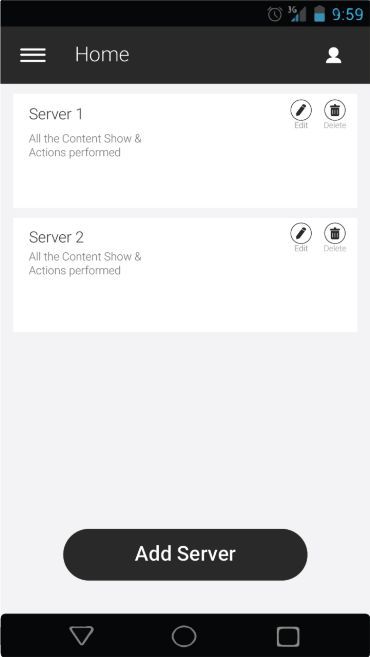 3G 9:59
Home
Server 1
Edit Delete
All the Content Show &
Actions performed
Server 2
Edit Delete
All the Content Show &
Actions performed
Add Server